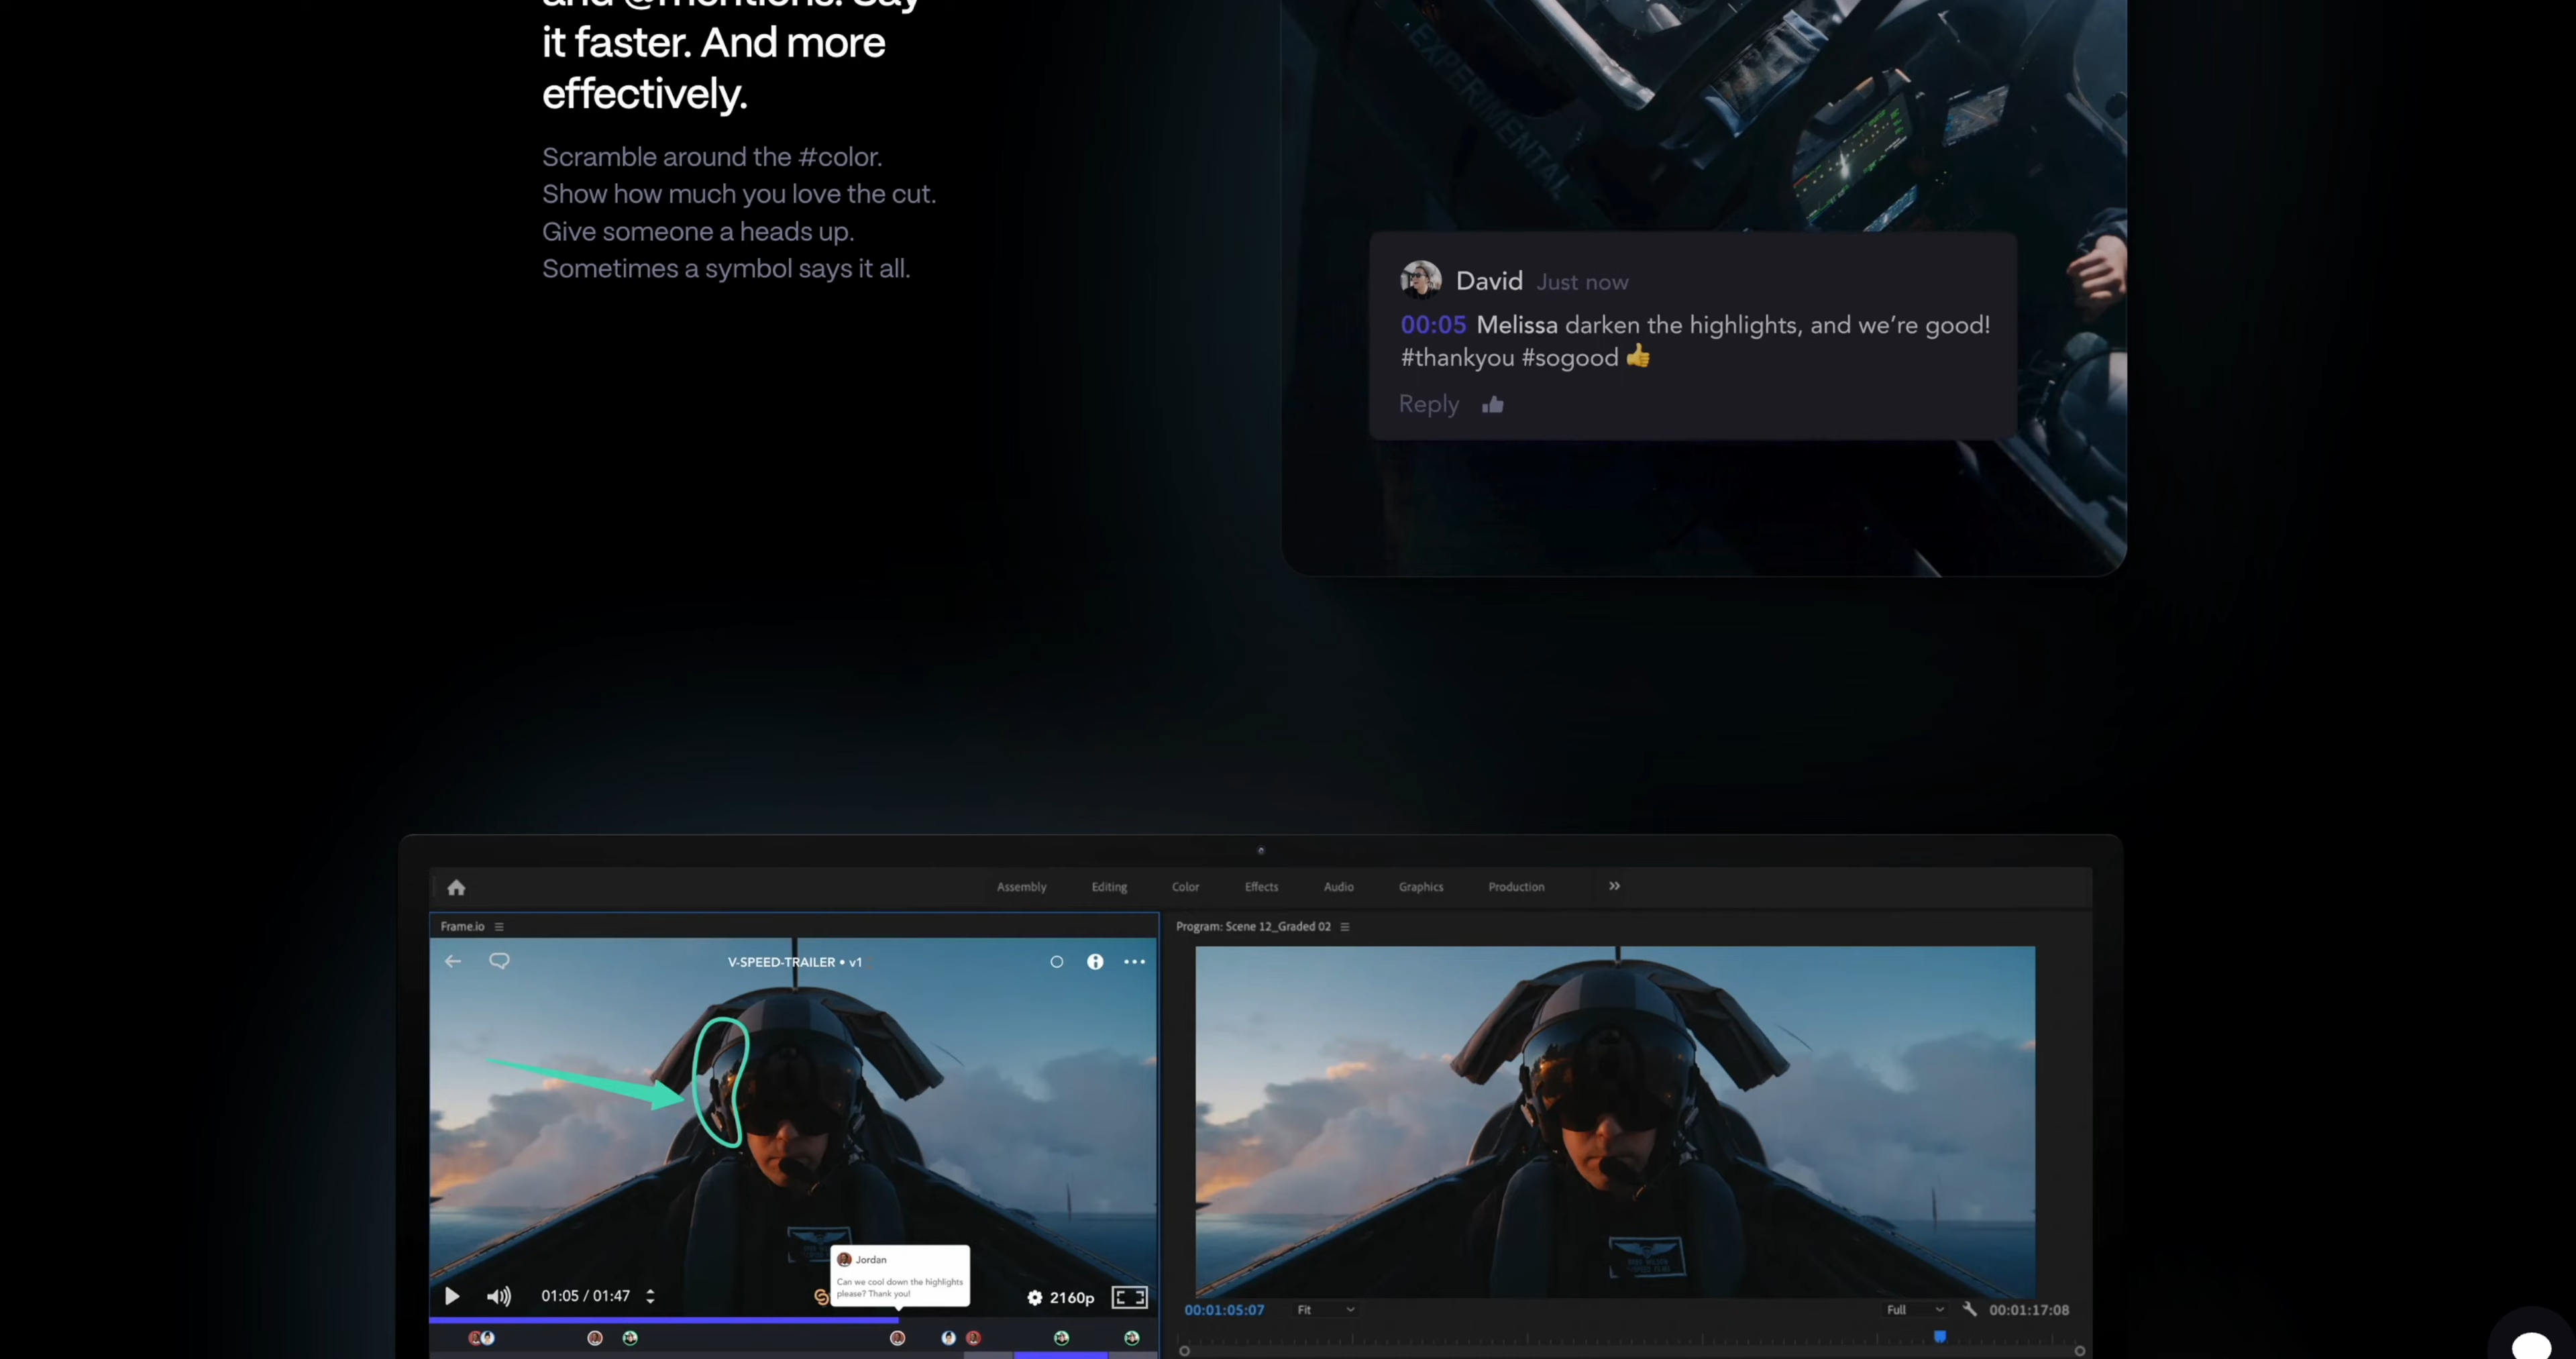 and @mentions. Say
it faster. And more
effectively.
Scramble around the #color.
Show how much you love the cut.
Give someone a heads up.
Sometimes a symbol says it all.
EXPERIMENTAL
David Just now
00:05 Melissa darken the highlights, and we’re good!
#thankyou #sogood 👍
Reply
Assembly Editing Color Effects Audio Graphics Production
Frame.io
V-SPEED-TRAILER • v1
Jordan
Can we cool down the highlights
please? Thank you!
01:05 / 01:47
2160p
Program: Scene 12_Graded 02
00:01:05:07 Fit Full 00:01:17:08